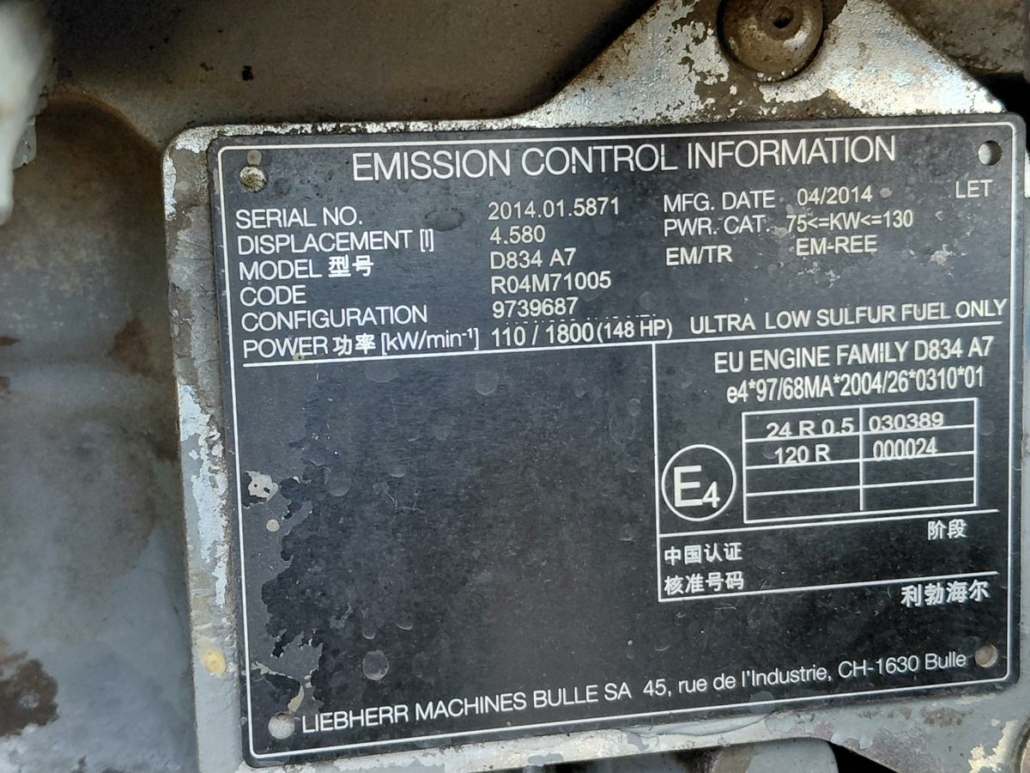 EMISSION CONTROL INFORMATION
LET
SERIAL NO. 2014.01.5871 MFG. DATE 04/2014
DISPLACEMENT [l] 4.580 PWR. CAT. 75<=KW<=130
MODEL 型号 D834 A7 EM/TR EM-REE
CODE R04M71005
CONFIGURATION 9739687
POWER 功率 [kW/min⁻¹] 110 / 1800 (148 HP) ULTRA LOW SULFUR FUEL ONLY
EU ENGINE FAMILY D834 A7
e4*97/68MA*2004/26*0310*01
24 R 0.5 030389
120 R 000024
E4
阶段
中国认证
核准号码
利勃海尔
LIEBHERR MACHINES BULLE SA 45, rue de l'Industrie, CH-1630 Bulle